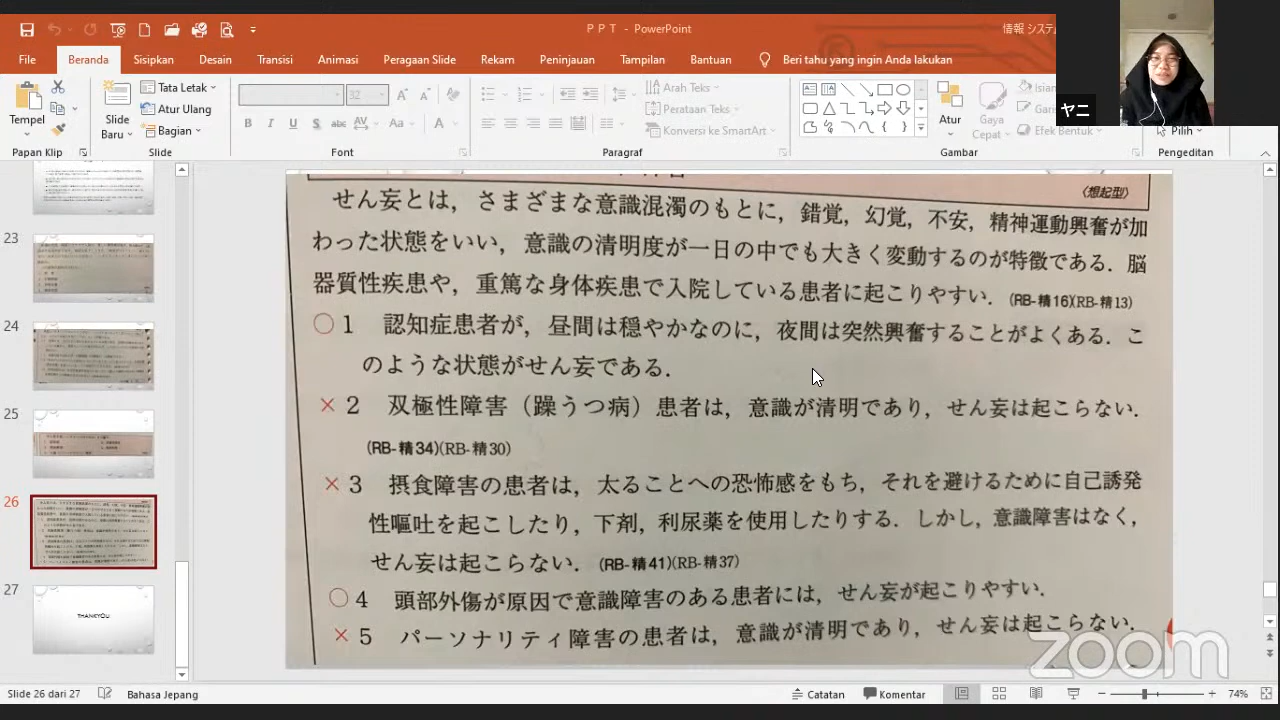 P P T - PowerPoint
情報 システム
File Beranda Sisipkan Desain Transisi Animasi Peragaan Slide Rekam Peninjauan Tampilan Bantuan Beri tahu yang ingin Anda lakukan
Tempel
Papan Klip
Slide Baru
Tata Letak
Atur Ulang
Bagian
Slide
32
B I U S abc AV Aa A
Font
Arah Teks
Perataan Teks
Konversi ke SmartArt
Paragraf
Atur
Gaya Cepat
Isian
Efek Bentuk
Gambar
Pilih
Pengeditan
ヤニ
23
24
25
26
27
THANKYOU
〈想起型〉
せん妄とは，さまざまな意識混濁のもとに，錯覚，幻覚，不安，精神運動興奮が加
わった状態をいい，意識の清明度が一日の中でも大きく変動するのが特徴である．脳
器質性疾患や，重篤な身体疾患で入院している患者に起こりやすい．(RB-精16)(RB-精13)
○1 認知症患者が，昼間は穏やかなのに，夜間は突然興奮することがよくある．こ
のような状態がせん妄である．
×2 双極性障害（躁うつ病）患者は，意識が清明であり，せん妄は起こらない．
(RB-精34)(RB-精30)
×3 摂食障害の患者は，太ることへの恐怖感をもち，それを避けるために自己誘発
性嘔吐を起こしたり，下剤，利尿薬を使用したりする．しかし，意識障害はなく，
せん妄は起こらない．(RB-精41)(RB-精37)
○4 頭部外傷が原因で意識障害のある患者には，せん妄が起こりやすい．
×5 パーソナリティ障害の患者は，意識が清明であり，せん妄は起こらない．
zoom
Slide 26 dari 27 Bahasa Jepang Catatan Komentar 74%